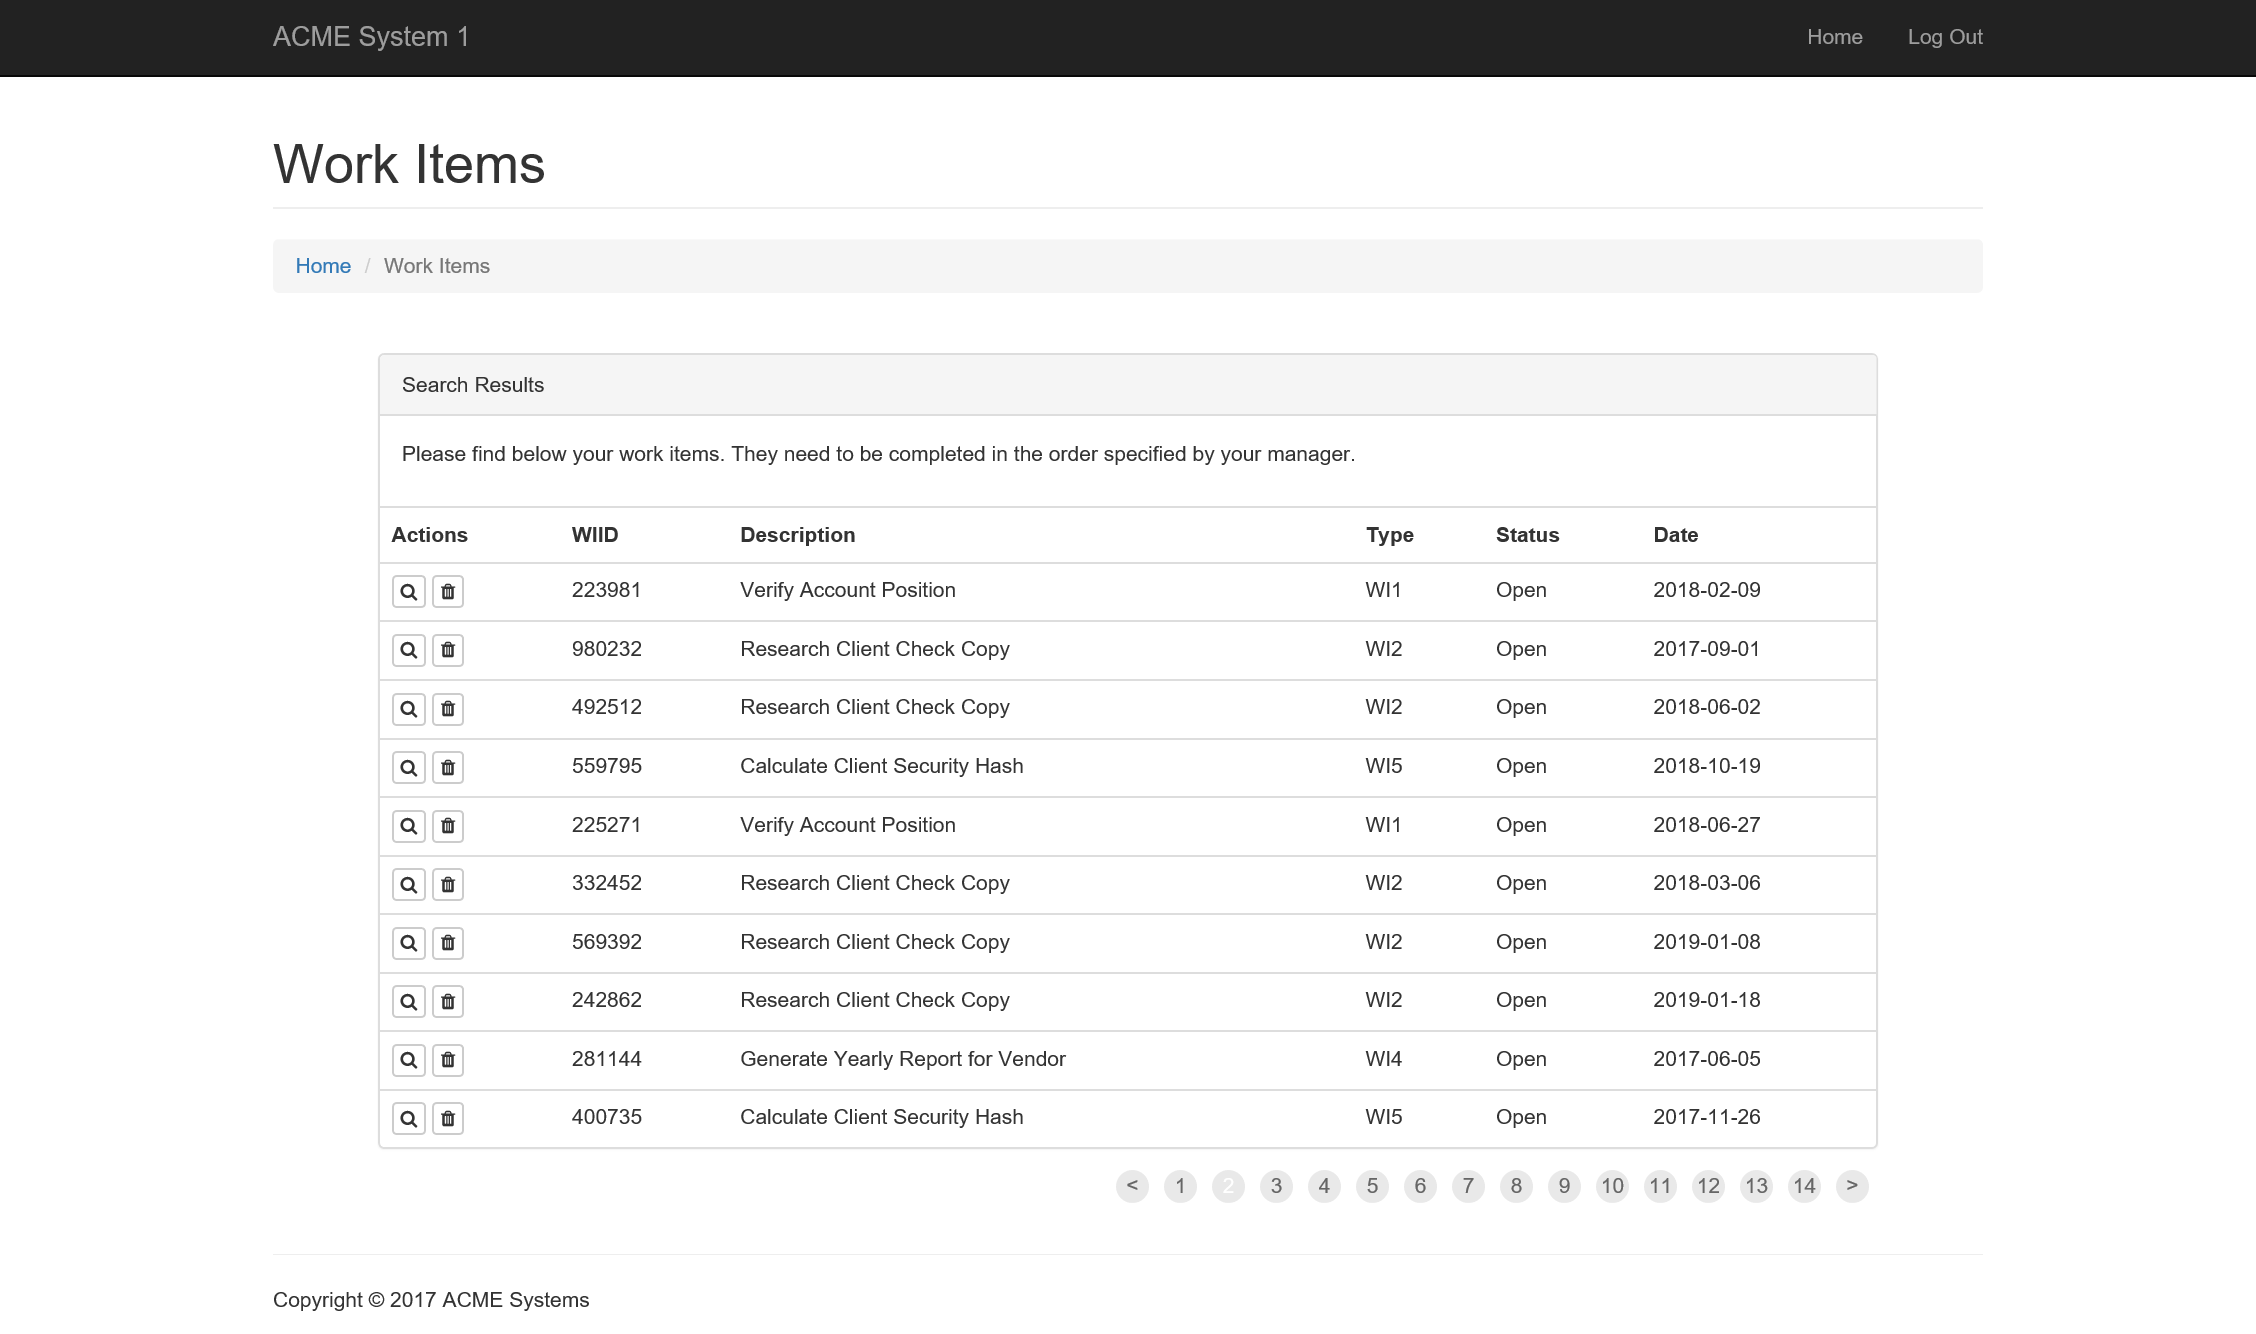 ACME System 1 Home Log Out
Work Items
Home / Work Items
Search Results
Please find below your work items. They need to be completed in the order specified by your manager.
Actions WIID Description Type Status Date
223981 Verify Account Position WI1 Open 2018-02-09
980232 Research Client Check Copy WI2 Open 2017-09-01
492512 Research Client Check Copy WI2 Open 2018-06-02
559795 Calculate Client Security Hash WI5 Open 2018-10-19
225271 Verify Account Position WI1 Open 2018-06-27
332452 Research Client Check Copy WI2 Open 2018-03-06
569392 Research Client Check Copy WI2 Open 2019-01-08
242862 Research Client Check Copy WI2 Open 2019-01-18
281144 Generate Yearly Report for Vendor WI4 Open 2017-06-05
400735 Calculate Client Security Hash WI5 Open 2017-11-26
< 1 2 3 4 5 6 7 8 9 10 11 12 13 14 >
Copyright © 2017 ACME Systems